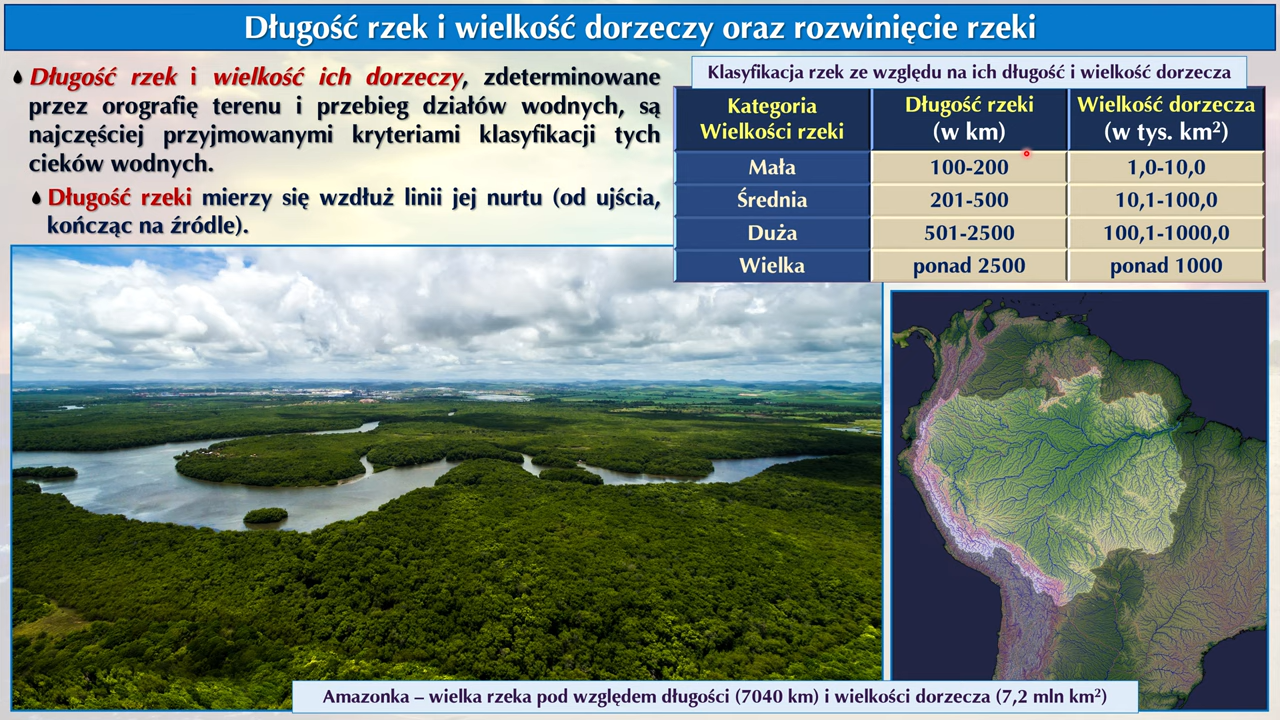 Długość rzek i wielkość dorzeczy oraz rozwinięcie rzeki
Długość rzek i wielkość ich dorzeczy, zdeterminowane
przez orografię terenu i przebieg działów wodnych, są
najczęściej przyjmowanymi kryteriami klasyfikacji tych
cieków wodnych.
Długość rzeki mierzy się wzdłuż linii jej nurtu (od ujścia,
kończąc na źródle).
Klasyfikacja rzek ze względu na ich długość i wielkość dorzecza
Kategoria Wielkości rzeki Długość rzeki (w km) Wielkość dorzecza (w tys. km²)
Mała 100-200 1,0-10,0
Średnia 201-500 10,1-100,0
Duża 501-2500 100,1-1000,0
Wielka ponad 2500 ponad 1000
Amazonka – wielka rzeka pod względem długości (7040 km) i wielkości dorzecza (7,2 mln km²)